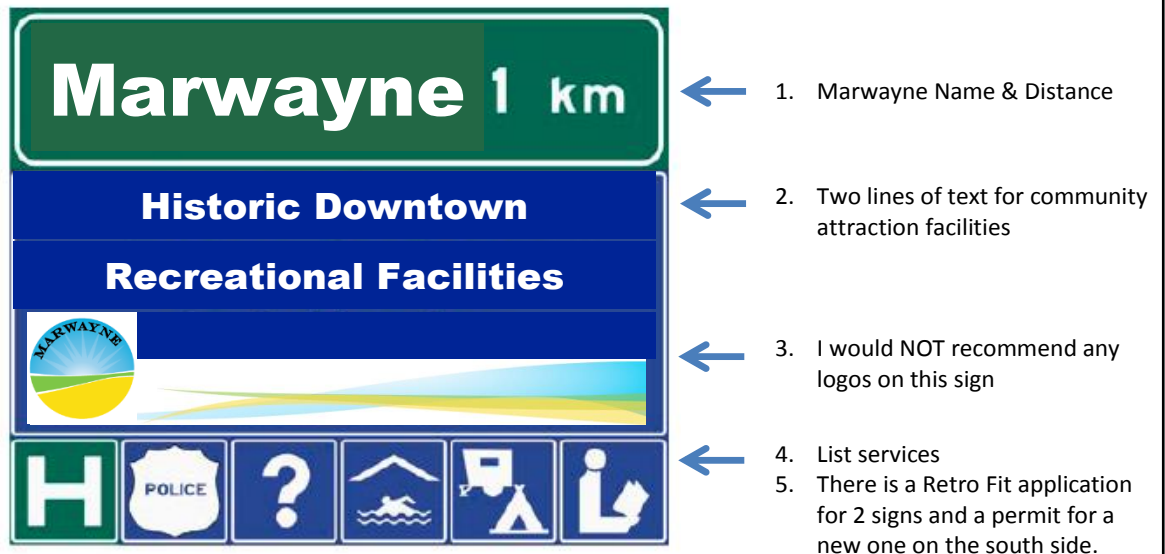 Marwayne 1 km
1. Marwayne Name & Distance
Historic Downtown
2. Two lines of text for community
attraction facilities
Recreational Facilities
MARWAYNE
3. I would NOT recommend any
logos on this sign
H
POLICE
?
4. List services
5. There is a Retro Fit application
for 2 signs and a permit for a
new one on the south side.